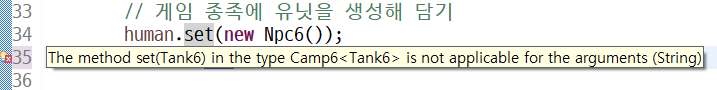 33 // 게임 종족에 유닛을 생성해 담기
34 human.set(new Npc6());
35 The method set(Tank6) in the type Camp6<Tank6> is not applicable for the arguments (String)
36